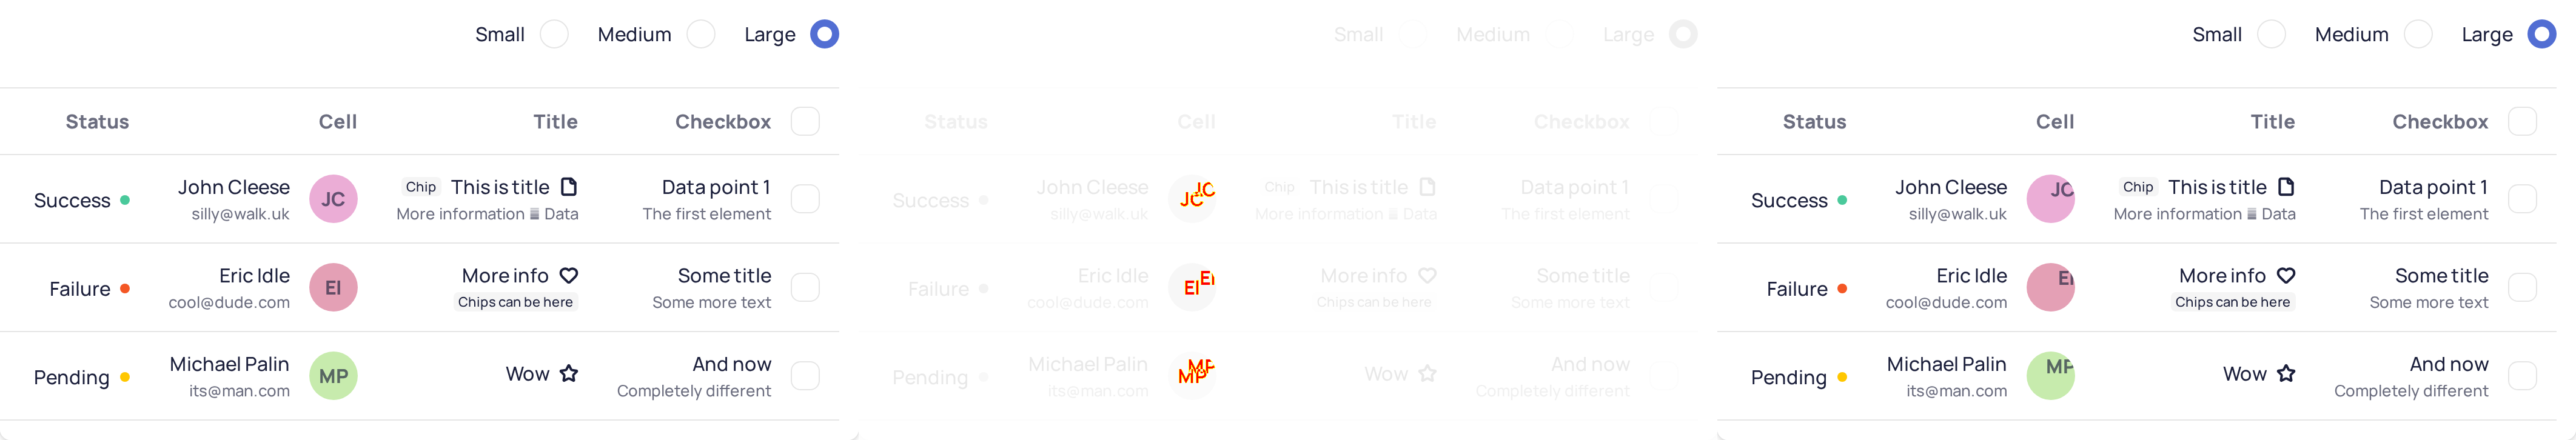 Small Medium Large
Status Cell Title Checkbox
Success John Cleese JC Chip This is title Data point 1
silly@walk.uk More information Data The first element
Failure Eric Idle EI More info Some title
cool@dude.com Chips can be here Some more text
Pending Michael Palin MP Wow And now
its@man.com Completely different
Small Medium Large
Status Cell Title Checkbox
Success John Cleese JC JC Chip This is title Data point 1
silly@walk.uk More information Data The first element
Failure Eric Idle EI EI More info Some title
cool@dude.com Chips can be here Some more text
Pending Michael Palin MP MP Wow And now
its@man.com Completely different
Small Medium Large
Status Cell Title Checkbox
Success John Cleese JC Chip This is title Data point 1
silly@walk.uk More information Data The first element
Failure Eric Idle EI More info Some title
cool@dude.com Chips can be here Some more text
Pending Michael Palin MP Wow And now
its@man.com Completely different